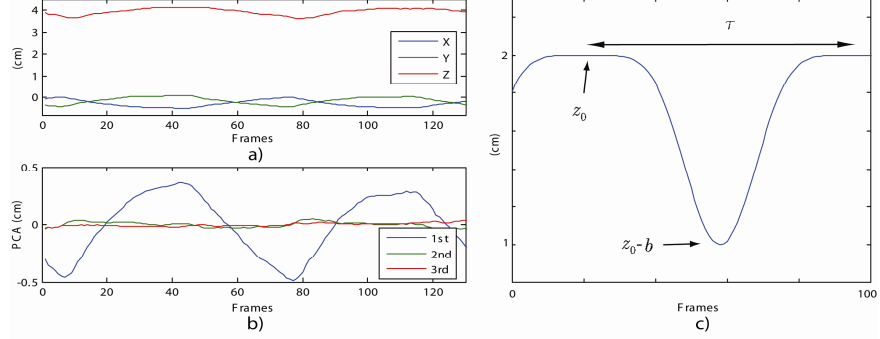 4
3
2
1
0
(cm)
X
Y
Z
0 20 40 60 80 100 120
Frames
a)
0.5
0
-0.5
PCA (cm)
1st
2nd
3rd
0 20 40 60 80 100 120
Frames
b)
2
1
(cm)
τ
z₀
z₀-b
0 100
Frames
c)